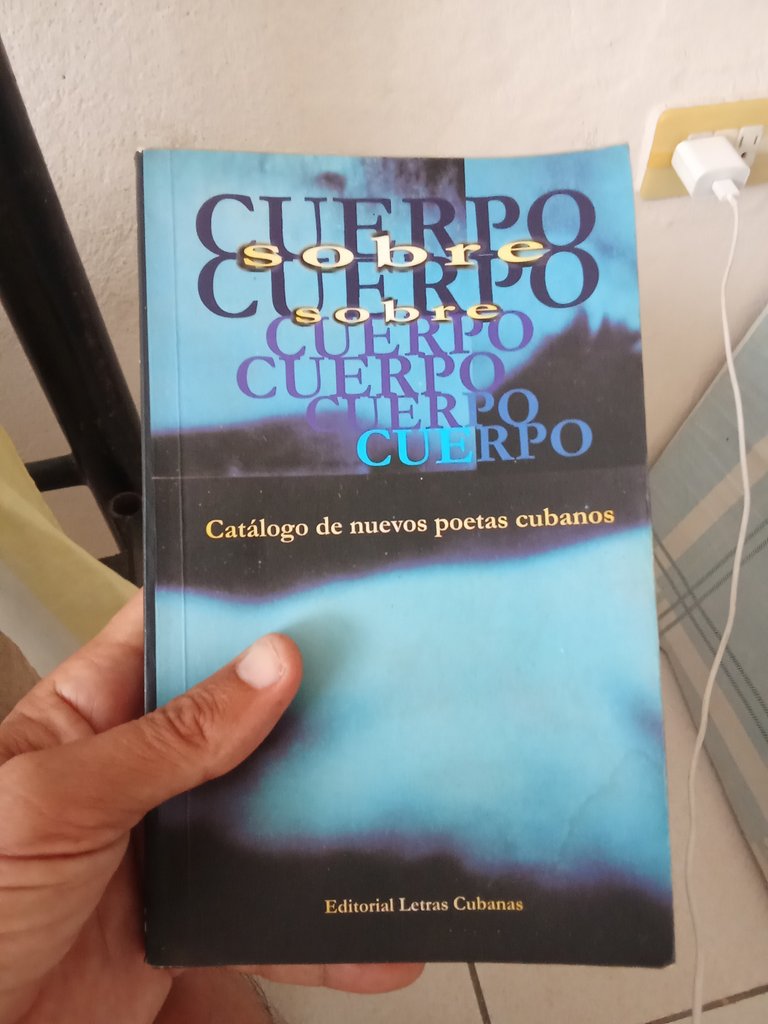 CUERPO
sobre
CUERPO
sobre
CUERPO
CUERPO
CUERPO
CUERPO
Catálogo de nuevos poetas cubanos
Editorial Letras Cubanas